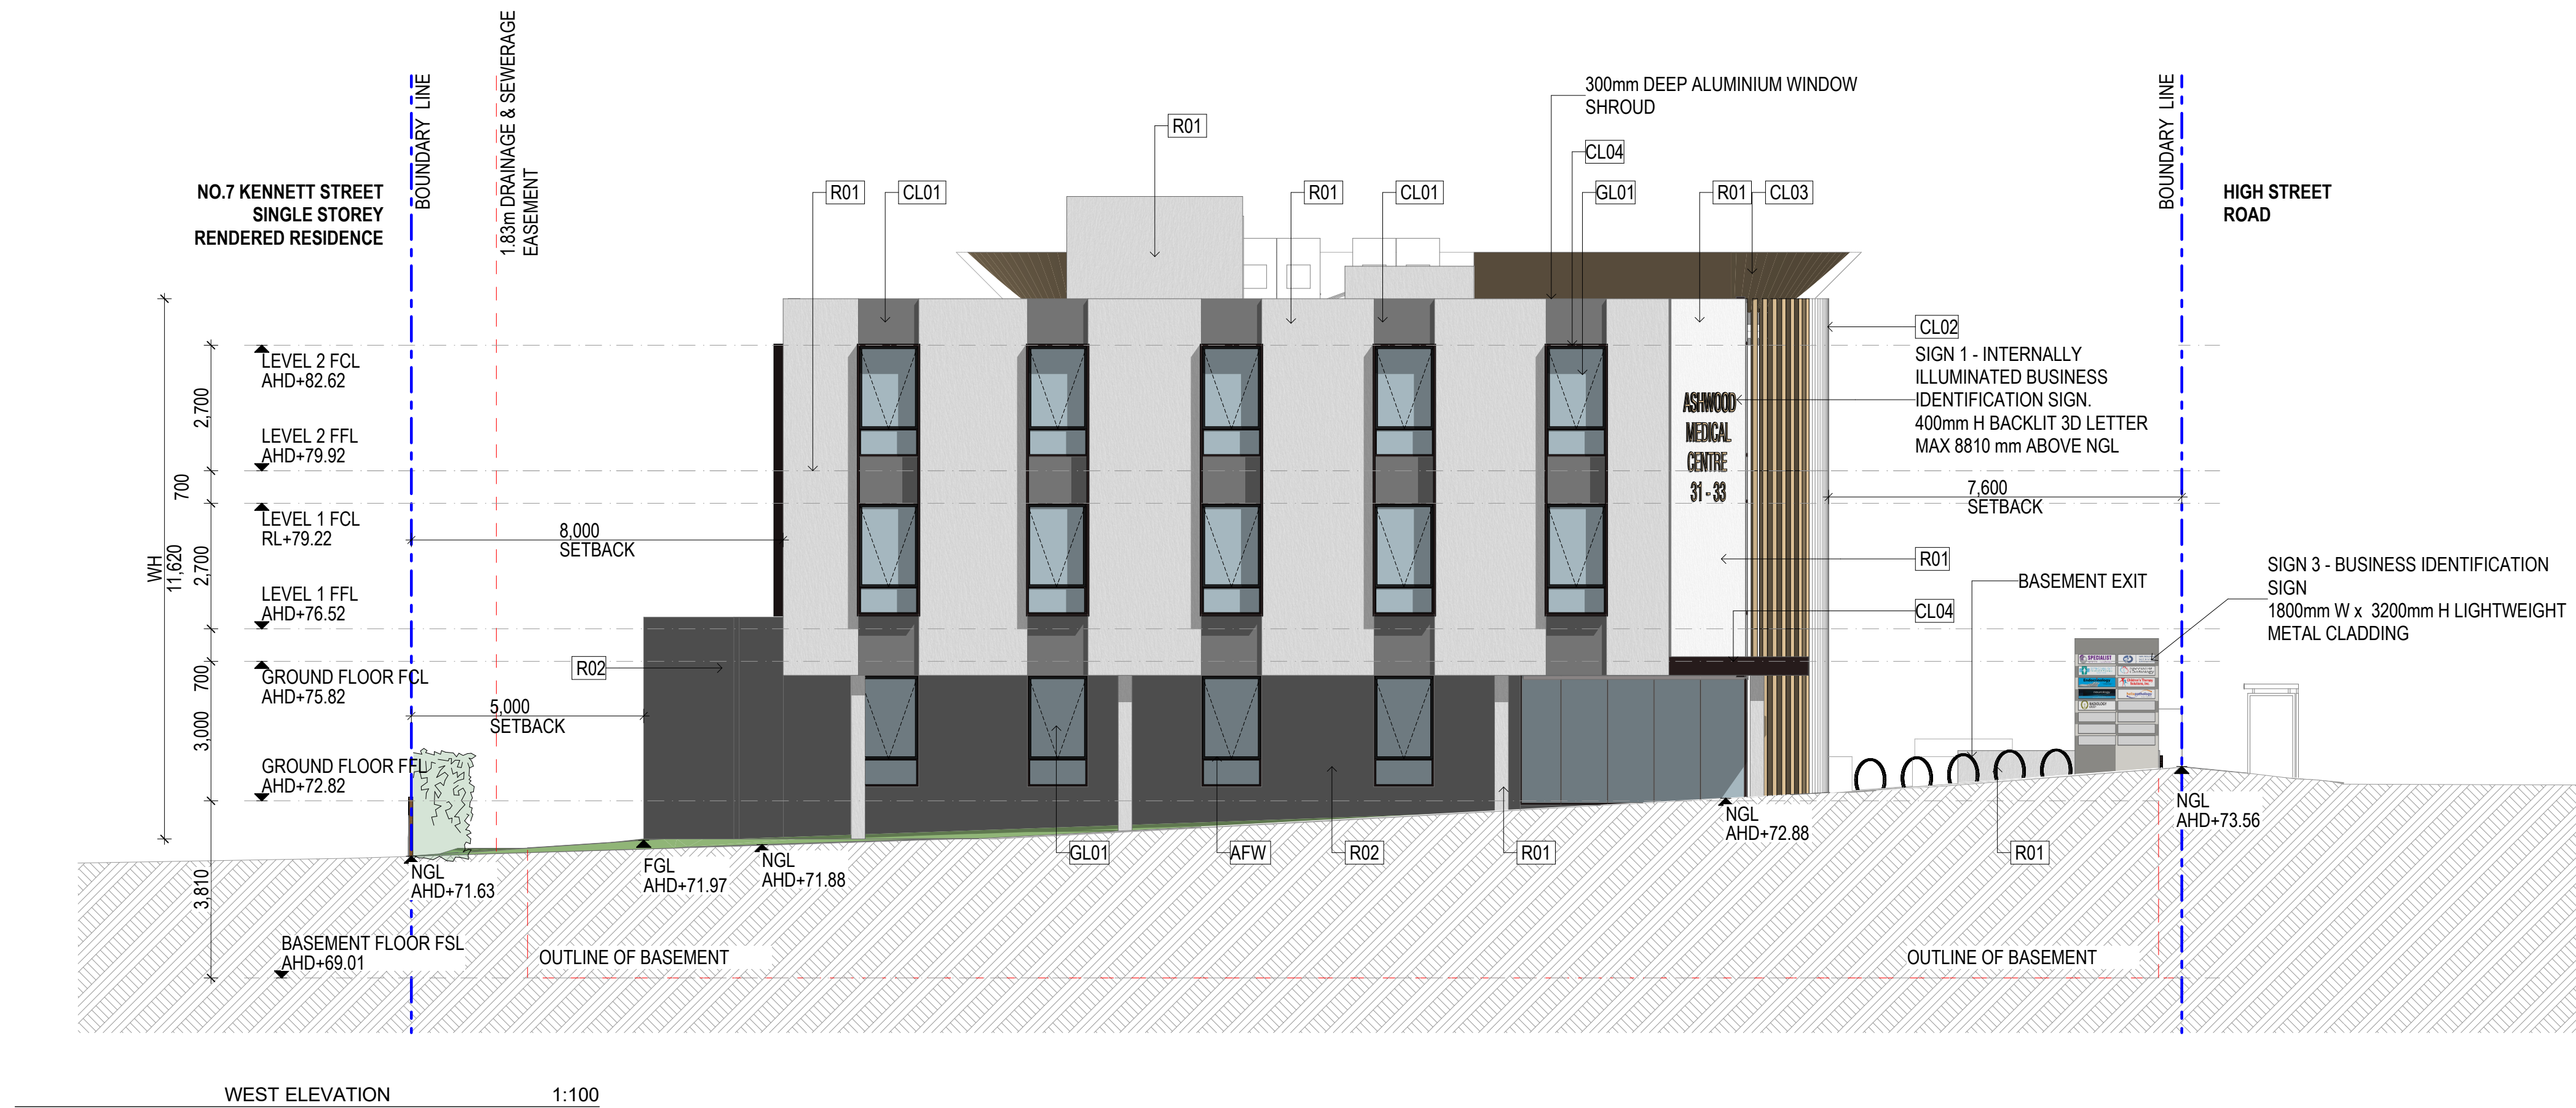 BOUNDARY LINE
1.83m DRAINAGE & SEWERAGE
EASEMENT
NO.7 KENNETT STREET
SINGLE STOREY
RENDERED RESIDENCE
R01
R01
CL01
R01
CL01
300mm DEEP ALUMINIUM WINDOW
SHROUD
CL04
GL01
R01
CL03
BOUNDARY LINE
HIGH STREET
ROAD
CL02
SIGN 1 - INTERNALLY
ILLUMINATED BUSINESS
IDENTIFICATION SIGN.
400mm H BACKLIT 3D LETTER
MAX 8810 mm ABOVE NGL
ASHWOOD
MEDICAL
CENTRE
31 - 33
7,600
SETBACK
R01
BASEMENT EXIT
CL04
SIGN 3 - BUSINESS IDENTIFICATION
SIGN
1800mm W x 3200mm H LIGHTWEIGHT
METAL CLADDING
SPECIALIST
LEVEL 2 FCL
AHD+82.62
2,700
LEVEL 2 FFL
AHD+79.92
700
LEVEL 1 FCL
RL+79.22
WH
11,620
2,700
LEVEL 1 FFL
AHD+76.52
700
GROUND FLOOR FCL
AHD+75.82
3,000
GROUND FLOOR FFL
AHD+72.82
3,810
BASEMENT FLOOR FSL
AHD+69.01
8,000
SETBACK
R02
5,000
SETBACK
NGL
AHD+71.63
FGL
AHD+71.97
NGL
AHD+71.88
GL01
AFW
R02
R01
NGL
AHD+72.88
R01
NGL
AHD+73.56
OUTLINE OF BASEMENT
OUTLINE OF BASEMENT
WEST ELEVATION
1:100